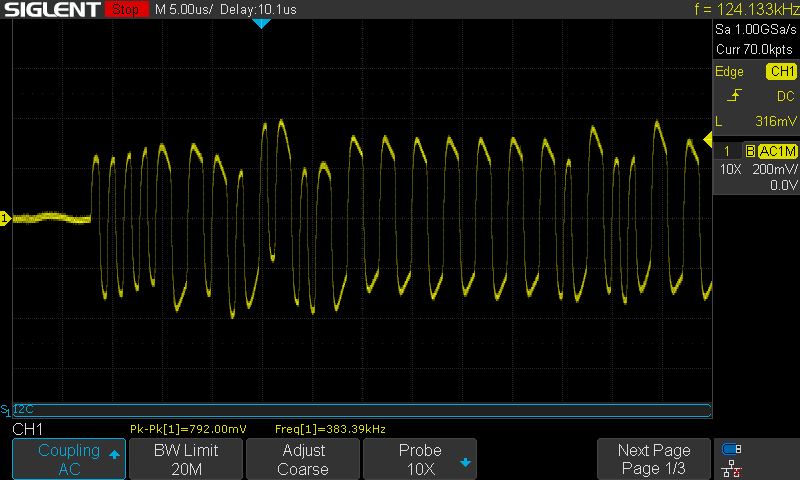 SIGLENT Stop M 5.00us/ Delay:10.1us f = 124.133kHz
Sa 1.00GSa/s
Curr 70.0kpts
Edge CH1
DC
L 316mV
1 B AC1M
10X 200mV/
0.0V
1
S1 I2C
CH1 Pk-Pk[1]=792.00mV Freq[1]=383.39kHz
Coupling
AC
BW Limit
20M
Adjust
Coarse
Probe
10X
Next Page
Page 1/3